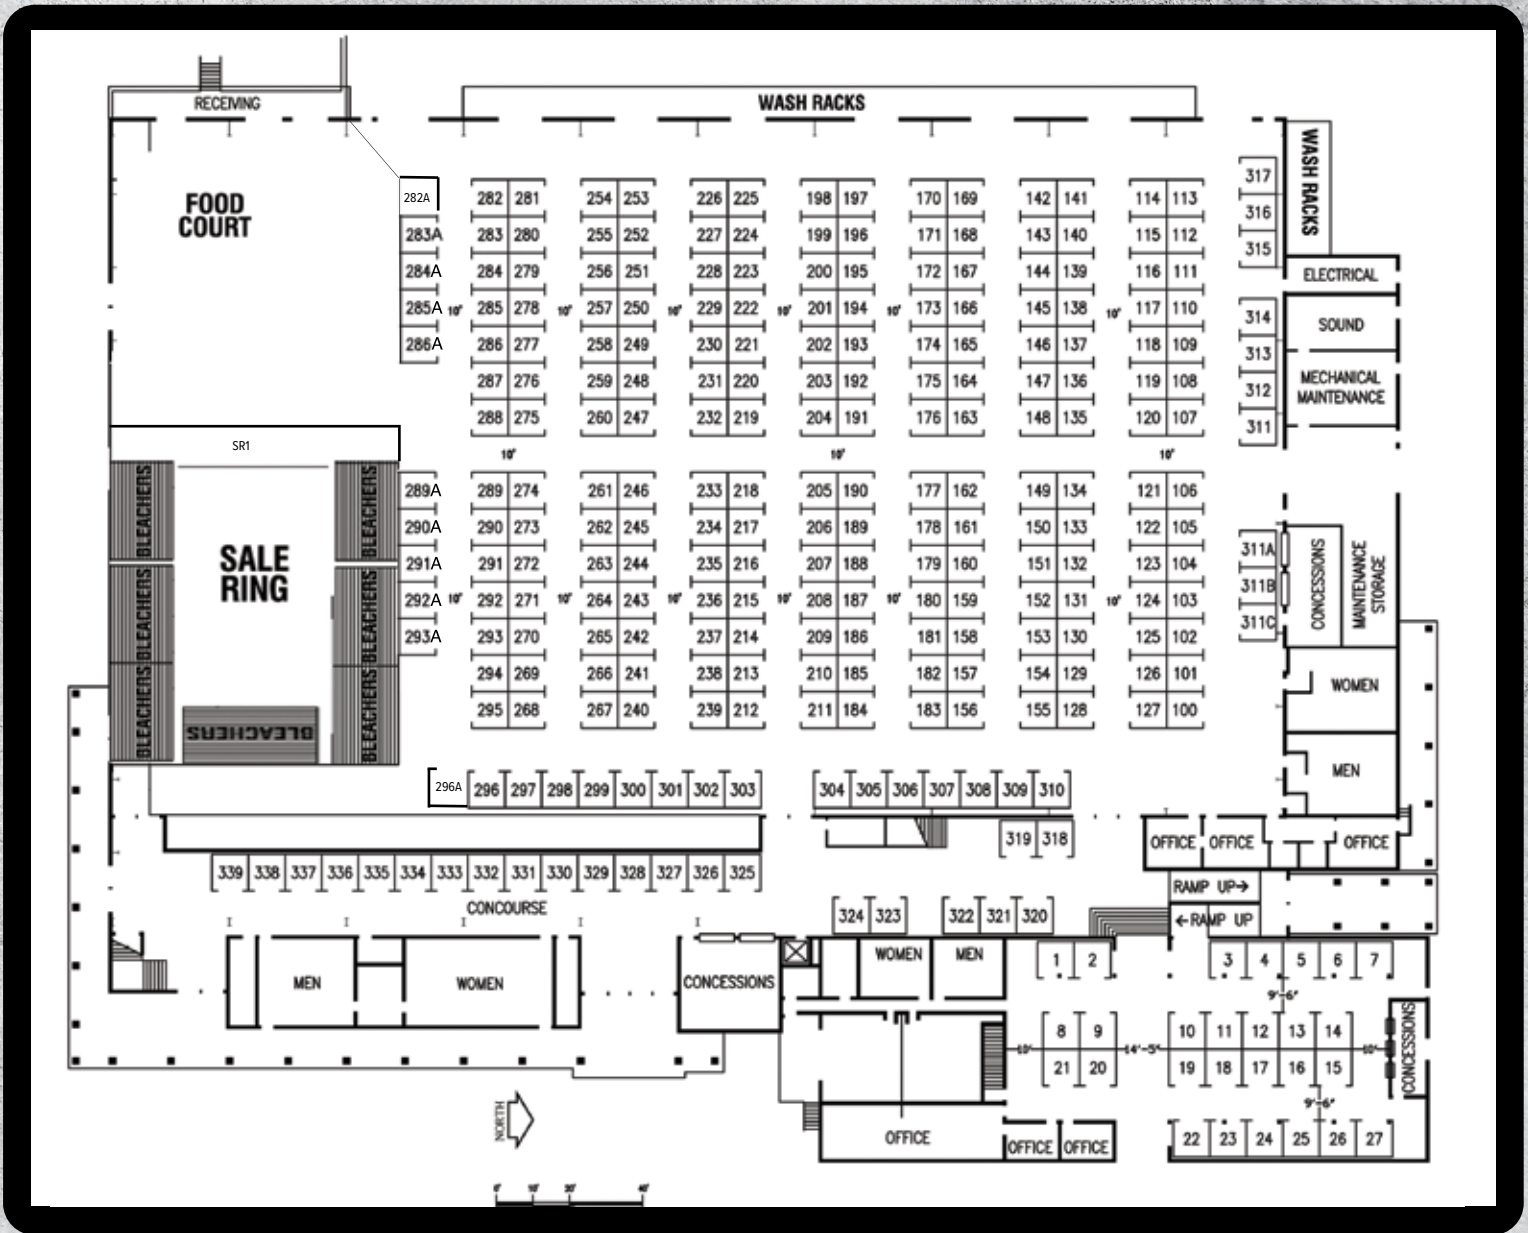 RECEIVING
WASH RACKS
WASH RACKS
FOOD
COURT
282A 282 281 254 253 226 225 198 197 170 169 142 141 114 113 317
283A 283 280 255 252 227 224 199 196 171 168 143 140 115 112 316
315
284A 284 279 256 251 228 223 200 195 172 167 144 139 116 111 ELECTRICAL
285A 10' 285 278 10' 257 250 10' 229 222 10' 201 194 10' 173 166 145 138 10' 117 110 314 SOUND
286A 286 277 258 249 230 221 202 193 174 165 146 137 118 109 313
287 276 259 248 231 220 203 192 175 164 147 136 119 108 312 MECHANICAL
MAINTENANCE
288 275 260 247 232 219 204 191 176 163 148 135 120 107 311
SR1
10' 10' 10'
BLEACHERS BLEACHERS
289A 289 274 261 246 233 218 205 190 177 162 149 134 121 106
290A 290 273 262 245 234 217 206 189 178 161 150 133 122 105
SALE
RING
291A 291 272 263 244 235 216 207 188 179 160 151 132 123 104 311A
CONCESSIONS
MAINTENANCE
STORAGE
292A 10' 292 271 10' 264 243 10' 236 215 10' 208 187 10' 180 159 152 131 10' 124 103 311B
311C
BLEACHERS BLEACHERS
293A 293 270 265 242 237 214 209 186 181 158 153 130 125 102
294 269 266 241 238 213 210 185 182 157 154 129 126 101 WOMEN
295 268 267 240 239 212 211 184 183 156 155 128 127 100
BLEACHERS BLEACHERS BLEACHERS
MEN
296A 296 297 298 299 300 301 302 303 304 305 306 307 308 309 310
319 318 OFFICE OFFICE OFFICE
339 338 337 336 335 334 333 332 331 330 329 328 327 326 325
RAMP UP→
CONCOURSE
324 323 322 321 320 ←RAMP UP
MEN WOMEN CONCESSIONS WOMEN MEN
1 2 3 4 5 6 7
9'-6"
8 9 10 11 12 13 14
10' 14'-5" 10'
CONCESSIONS
21 20 19 18 17 16 15
9'-6"
NORTH
OFFICE OFFICE OFFICE
22 23 24 25 26 27
0' 10' 20' 40'